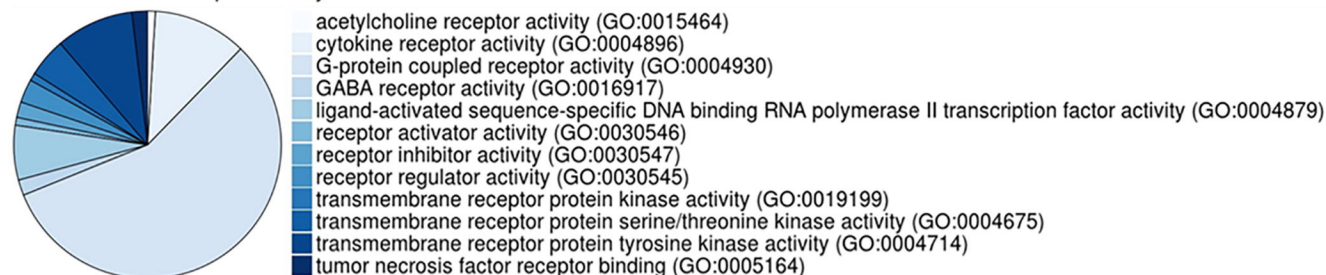 acetylcholine receptor activity (GO:0015464)
cytokine receptor activity (GO:0004896)
G-protein coupled receptor activity (GO:0004930)
GABA receptor activity (GO:0016917)
ligand-activated sequence-specific DNA binding RNA polymerase II transcription factor activity (GO:0004879)
receptor activator activity (GO:0030546)
receptor inhibitor activity (GO:0030547)
receptor regulator activity (GO:0030545)
transmembrane receptor protein kinase activity (GO:0019199)
transmembrane receptor protein serine/threonine kinase activity (GO:0004675)
transmembrane receptor protein tyrosine kinase activity (GO:0004714)
tumor necrosis factor receptor binding (GO:0005164)